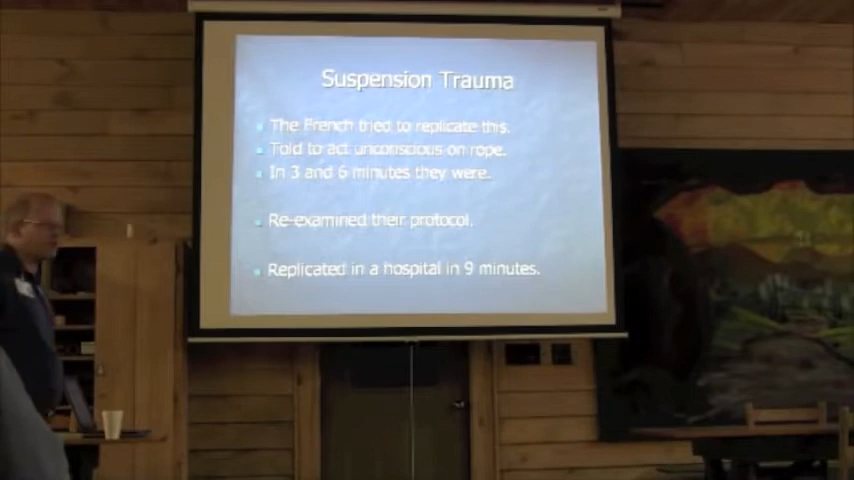 Suspension Trauma
The French tried to replicate this.
Told to act unconscious on rope.
In 3 and 6 minutes they were.
Re-examined their protocol.
Replicated in a hospital in 9 minutes.